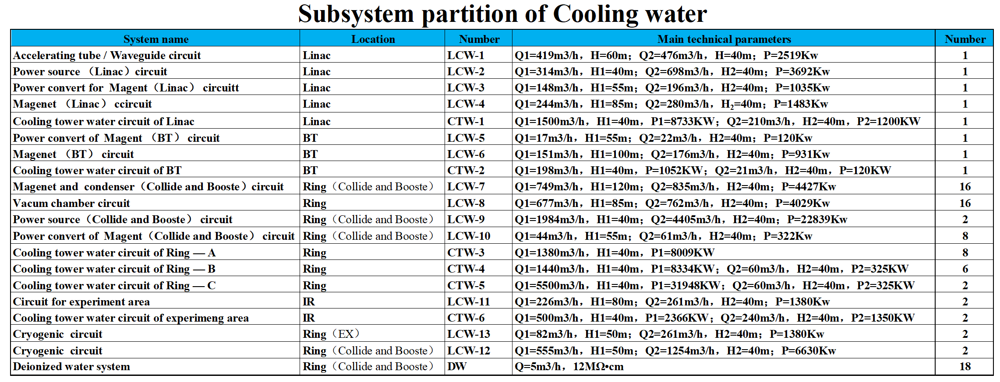 Subsystem partition of Cooling water
System name Location Number Main technical parameters Number
Accelerating tube / Waveguide circuit Linac LCW-1 Q1=419m3/h，H=60m；Q2=476m3/h，H=40m；P=2519Kw 1
Power source （Linac）circuit Linac LCW-2 Q1=314m3/h，H1=40m；Q2=698m3/h，H2=40m；P=3692Kw 1
Power convert for Magent（Linac） circuitt Linac LCW-3 Q1=148m3/h，H1=55m；Q2=196m3/h，H2=40m；P=1035Kw 1
Magenet （Linac） ccircuit Linac LCW-4 Q1=244m3/h，H1=85m；Q2=280m3/h，H₂=40m；P=1483Kw 1
Cooling tower water circuit of Linac Linac CTW-1 Q1=1500m3/h，H1=40m，P1=8733KW；Q2=210m3/h，H2=40m，P2=1200KW 1
Power convert of Magent （BT） circuit BT LCW-5 Q1=17m3/h，H1=55m；Q2=22m3/h，H2=40m；P=120Kw 1
Magenet （BT） circuit BT LCW-6 Q1=151m3/h，H1=100m；Q2=176m3/h，H2=40m；P=931Kw 1
Cooling tower water circuit of BT BT CTW-2 Q1=198m3/h，H1=40m，P=1052KW；Q2=21m3/h，H2=40m，P=120KW 1
Magenet and condenser（Collide and Booste）circuit Ring（Collide and Booste） LCW-7 Q1=749m3/h，H1=120m；Q2=835m3/h，H2=40m；P=4427Kw 16
Vacum chamber circuit Ring LCW-8 Q1=677m3/h，H1=85m；Q2=762m3/h，H2=40m；P=4029Kw 16
Power source（Collide and Booste） circuit Ring（Collide and Booste） LCW-9 Q1=1984m3/h，H1=40m；Q2=4405m3/h，H2=40m；P=22839Kw 2
Power convert of Magent（Collide and Booste） circuit Ring（Collide and Booste） LCW-10 Q1=44m3/h，H1=55m；Q2=61m3/h，H2=40m；P=322Kw 8
Cooling tower water circuit of Ring — A Ring CTW-3 Q1=1380m3/h，H1=40m，P1=8009KW 8
Cooling tower water circuit of Ring — B Ring CTW-4 Q1=1440m3/h，H1=40m，P1=8334KW；Q2=60m3/h，H2=40m，P2=325KW 6
Cooling tower water circuit of Ring — C Ring CTW-5 Q1=5500m3/h，H1=40m，P1=31948KW；Q2=60m3/h，H2=40m，P2=325KW 2
Circuit for experiment area IR LCW-11 Q1=226m3/h，H1=80m；Q2=261m3/h，H2=40m；P=1380Kw 2
Cooling tower water circuit of experimeng area IR CTW-6 Q1=500m3/h，H1=40m，P1=2366KW；Q2=240m3/h，H2=40m，P2=1350KW 2
Cryogenic circuit Ring（EX） LCW-13 Q1=82m3/h，H1=50m；Q2=261m3/h，H2=40m；P=1380Kw 2
Cryogenic circuit Ring（Collide and Booste） LCW-12 Q1=555m3/h，H1=50m；Q2=1254m3/h，H2=40m；P=6630Kw 2
Deionized water system Ring（Collide and Booste） DW Q=5m3/h，12MΩ•cm 18